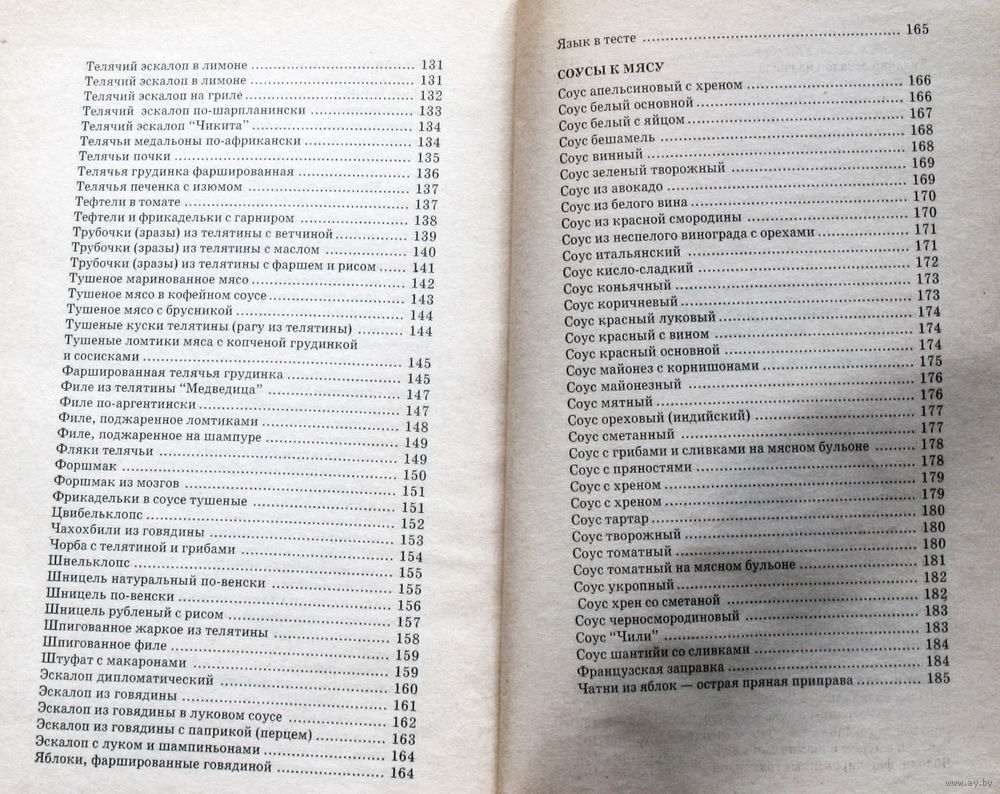 Телячий эскалоп в лимоне ........ 131
Телячий эскалоп в лимоне ........ 131
Телячий эскалоп на гриле ........ 132
Телячий эскалоп по-шарпланински ........ 133
Телячий эскалоп “Чикита” ........ 134
Телячьи медальоны по-африкански ........ 134
Телячьи почки ........ 135
Телячья грудинка фаршированная ........ 136
Телячья печенка с изюмом ........ 137
Тефтели в томате ........ 137
Тефтели и фрикадельки с гарниром ........ 138
Трубочки (зразы) из телятины с ветчиной ........ 139
Трубочки (зразы) из телятины с маслом ........ 140
Трубочки (зразы) из телятины с фаршем и рисом ........ 141
Тушеное маринованное мясо ........ 142
Тушеное мясо в кофейном соусе ........ 143
Тушеное мясо с брусникой ........ 144
Тушеные куски телятины (рагу из телятины) ........ 144
Тушеные ломтики мяса с копченой грудинкой
и сосисками ........ 145
Фаршированная телячья грудинка ........ 145
Филе из телятины “Медведица” ........ 147
Филе по-аргентински ........ 147
Филе, поджаренное ломтиками ........ 148
Филе, поджаренное на шампуре ........ 149
Фляки телячьи ........ 149
Форшмак ........ 150
Форшмак из мозгов ........ 151
Фрикадельки в соусе тушеные ........ 151
Цвибельклопс ........ 152
Чахохбили из говядины ........ 153
Чорба с телятиной и грибами ........ 154
Шнельклопс ........ 155
Шницель натуральный по-венски ........ 155
Шницель по-венски ........ 156
Шницель рубленый с рисом ........ 157
Шпигованное жаркое из телятины ........ 158
Шпигованное филе ........ 159
Штуфат с макаронами ........ 159
Эскалоп дипломатический ........ 160
Эскалоп из говядины ........ 161
Эскалоп из говядины в луковом соусе ........ 162
Эскалоп из говядины с паприкой (перцем) ........ 163
Эскалоп с луком и шампиньонами ........ 164
Яблоки, фаршированные говядиной ........ 164
Язык в тесте ........ 165
СОУСЫ К МЯСУ
Соус апельсиновый с хреном ........ 166
Соус белый основной ........ 166
Соус белый с яйцом ........ 167
Соус бешамель ........ 168
Соус винный ........ 168
Соус зеленый творожный ........ 169
Соус из авокадо ........ 169
Соус из белого вина ........ 170
Соус из красной смородины ........ 170
Соус из неспелого винограда с орехами ........ 171
Соус итальянский ........ 171
Соус кисло-сладкий ........ 172
Соус коньячный ........ 173
Соус коричневый ........ 173
Соус красный луковый ........ 174
Соус красный с вином ........ 174
Соус красный основной ........ 174
Соус майонез с корнишонами ........ 175
Соус майонезный ........ 176
Соус мятный ........ 176
Соус ореховый (индийский) ........ 177
Соус сметанный ........ 177
Соус с грибами и сливками на мясном бульоне ........ 178
Соус с пряностями ........ 178
Соус с хреном ........ 179
Соус с хреном ........ 179
Соус тартар ........ 180
Соус творожный ........ 180
Соус томатный ........ 180
Соус томатный на мясном бульоне ........ 181
Соус укропный ........ 182
Соус хрен со сметаной ........ 182
Соус черносмородиновый ........ 183
Соус “Чили” ........ 183
Соус шантийи со сливками ........ 184
Французская заправка ........ 184
Чатни из яблок — острая пряная приправа ........ 185
www.ay.by